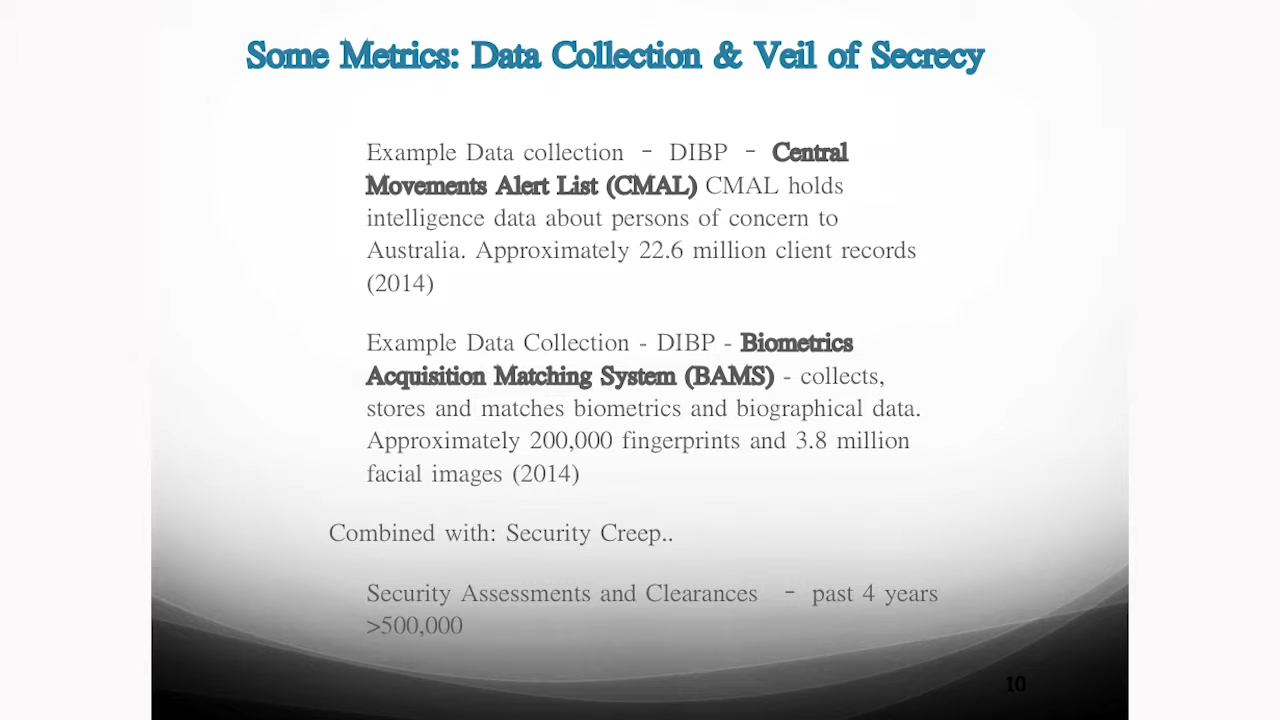 Some Metrics: Data Collection & Veil of Secrecy
Example Data collection – DIBP – Central
Movements Alert List (CMAL) CMAL holds
intelligence data about persons of concern to
Australia. Approximately 22.6 million client records
(2014)
Example Data Collection - DIBP - Biometrics
Acquisition Matching System (BAMS) - collects,
stores and matches biometrics and biographical data.
Approximately 200,000 fingerprints and 3.8 million
facial images (2014)
Combined with: Security Creep..
Security Assessments and Clearances – past 4 years
>500,000
10